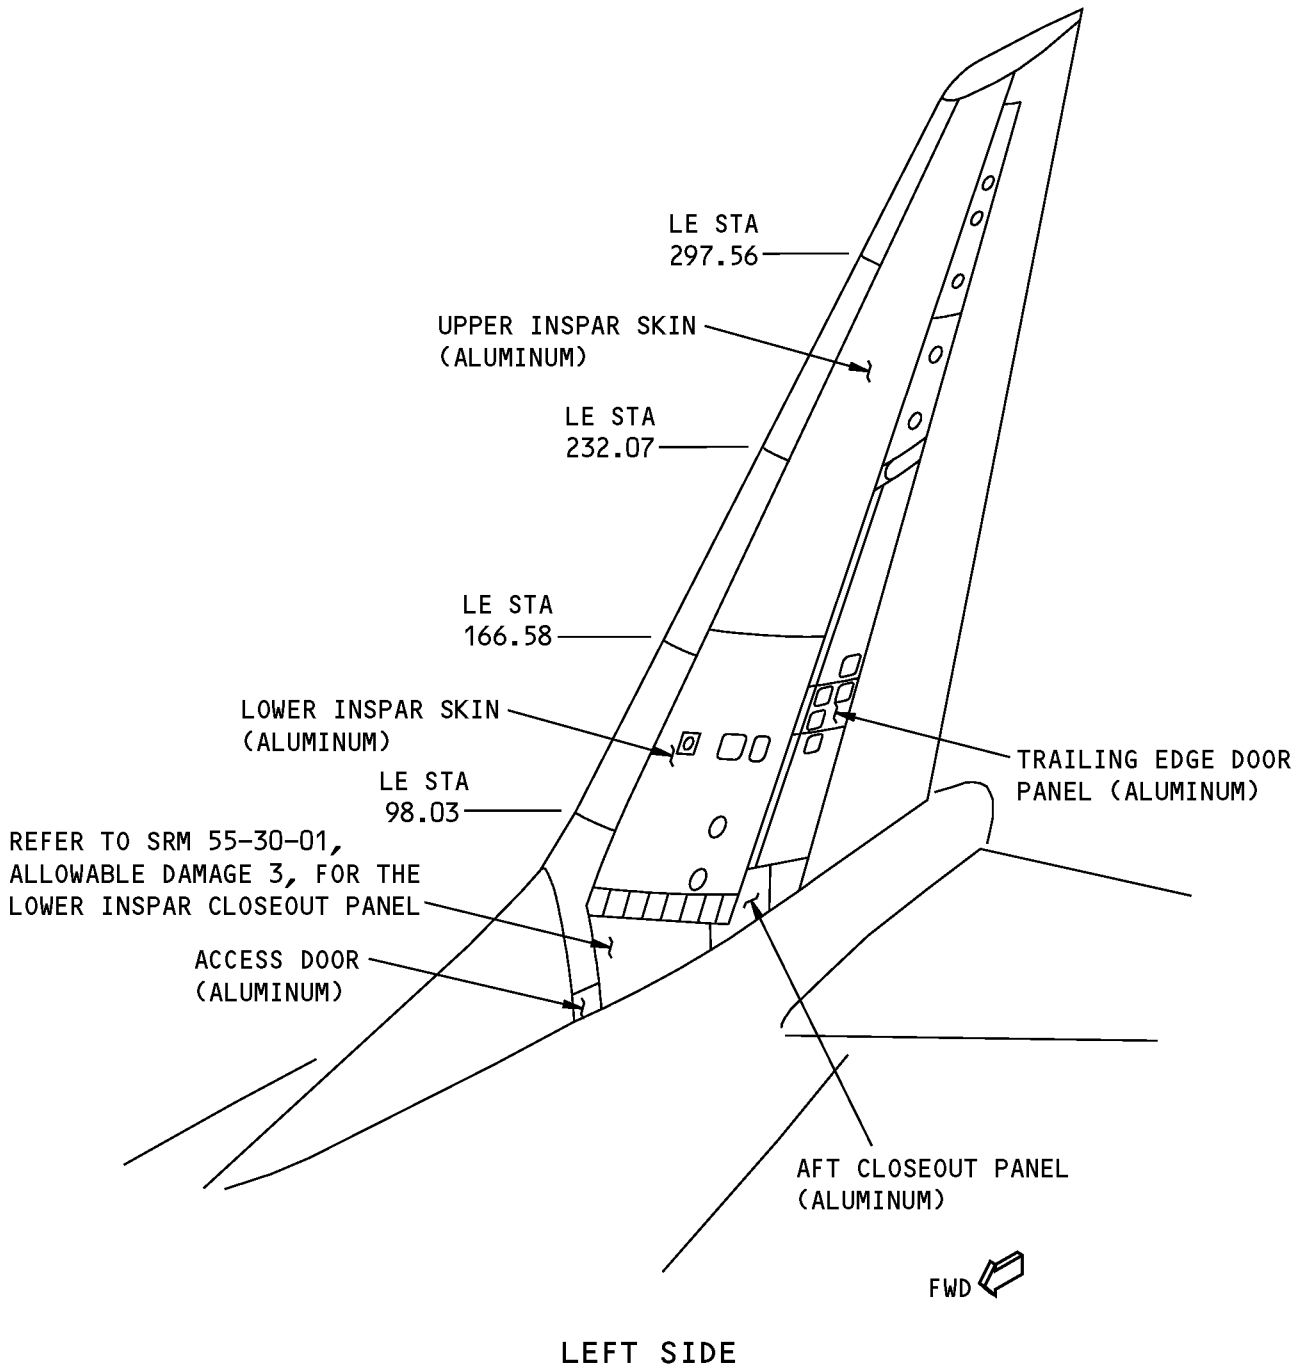 LE STA
297.56
UPPER INSPAR SKIN
(ALUMINUM)
LE STA
232.07
LE STA
166.58
LOWER INSPAR SKIN
(ALUMINUM)
TRAILING EDGE DOOR
PANEL (ALUMINUM)
LE STA
98.03
REFER TO SRM 55-30-01,
ALLOWABLE DAMAGE 3, FOR THE
LOWER INSPAR CLOSEOUT PANEL
ACCESS DOOR
(ALUMINUM)
AFT CLOSEOUT PANEL
(ALUMINUM)
FWD
LEFT SIDE